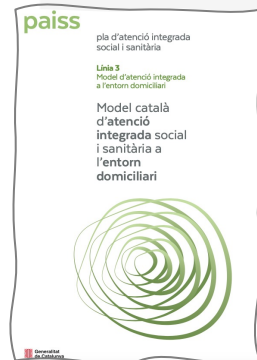 paiss
pla d'atenció integrada
social i sanitària
Línia 3
Model d'atenció integrada
a l'entorn domiciliari
Model català
d'atenció
integrada social
i sanitària a
l'entorn
domiciliari
Generalitat
de Catalunya